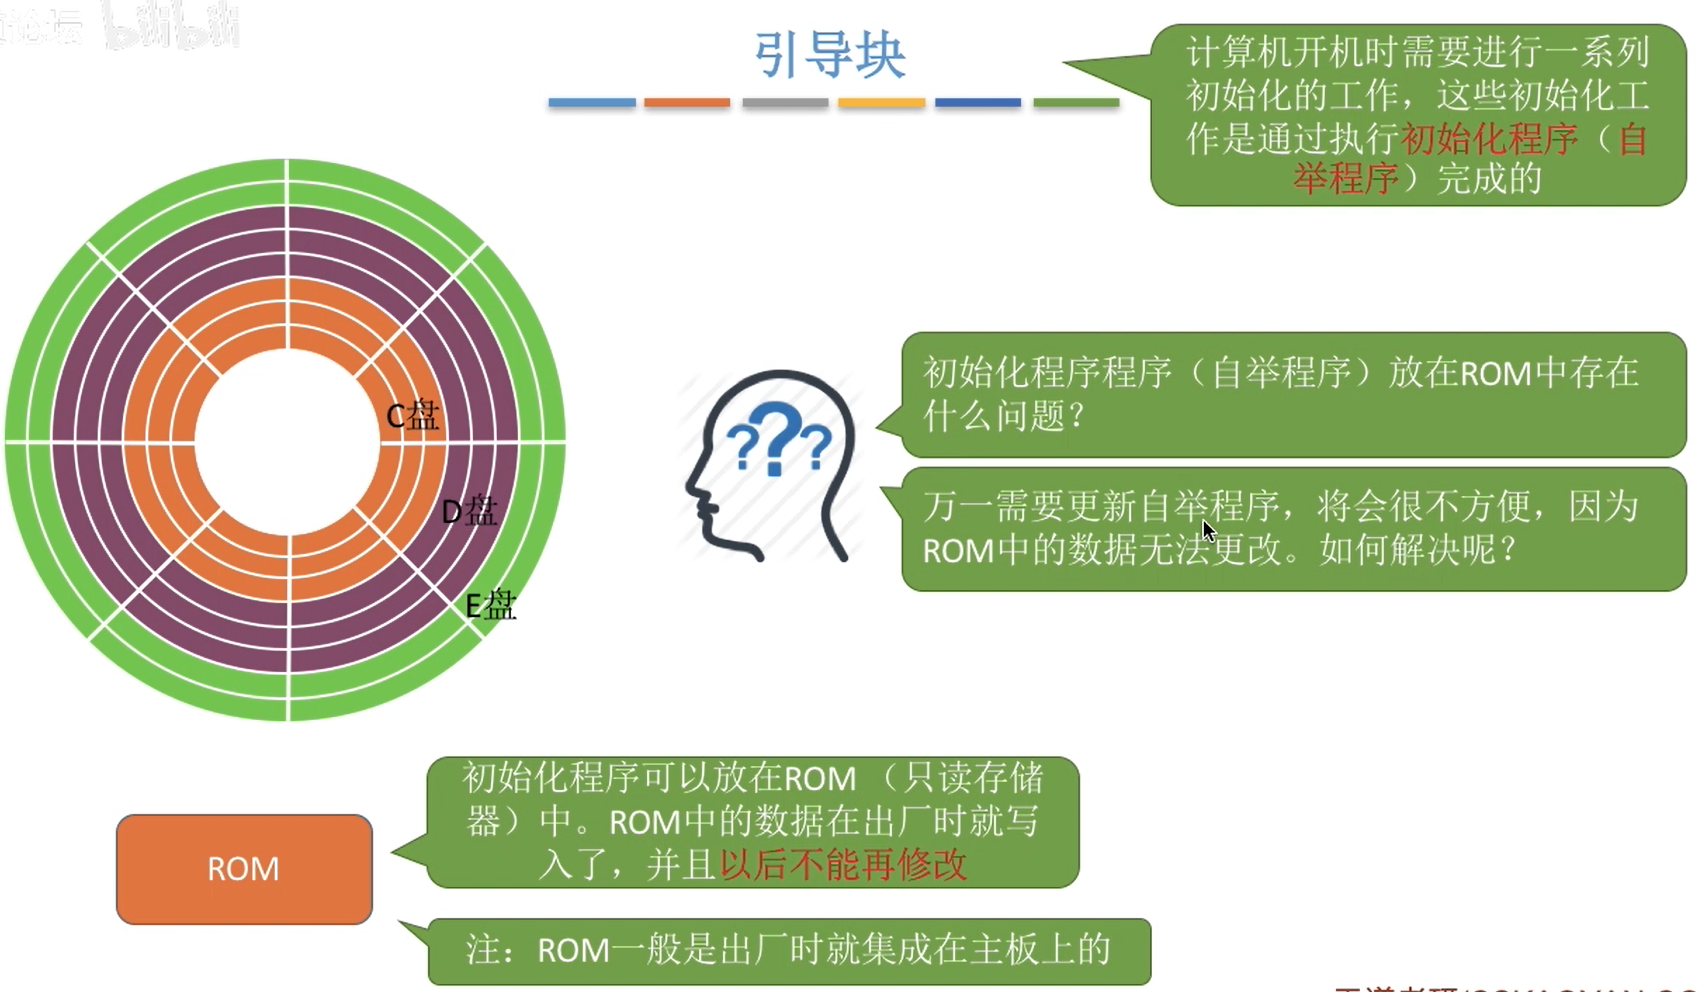 论坛 bilibili
引导块
计算机开机时需要进行一系列
初始化的工作，这些初始化工
作是通过执行初始化程序（自
举程序）完成的
C盘
D盘
E盘
???
初始化程序程序（自举程序）放在ROM中存在
什么问题？
万一需要更新自举程序，将会很不方便，因为
ROM中的数据无法更改。如何解决呢？
初始化程序可以放在ROM （只读存储
器）中。ROM中的数据在出厂时就写
入了，并且以后不能再修改
ROM
注：ROM一般是出厂时就集成在主板上的